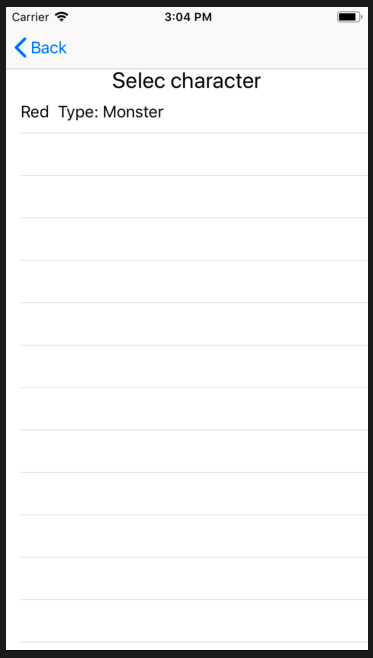 Carrier 3:04 PM
Back
Selec character
Red Type: Monster